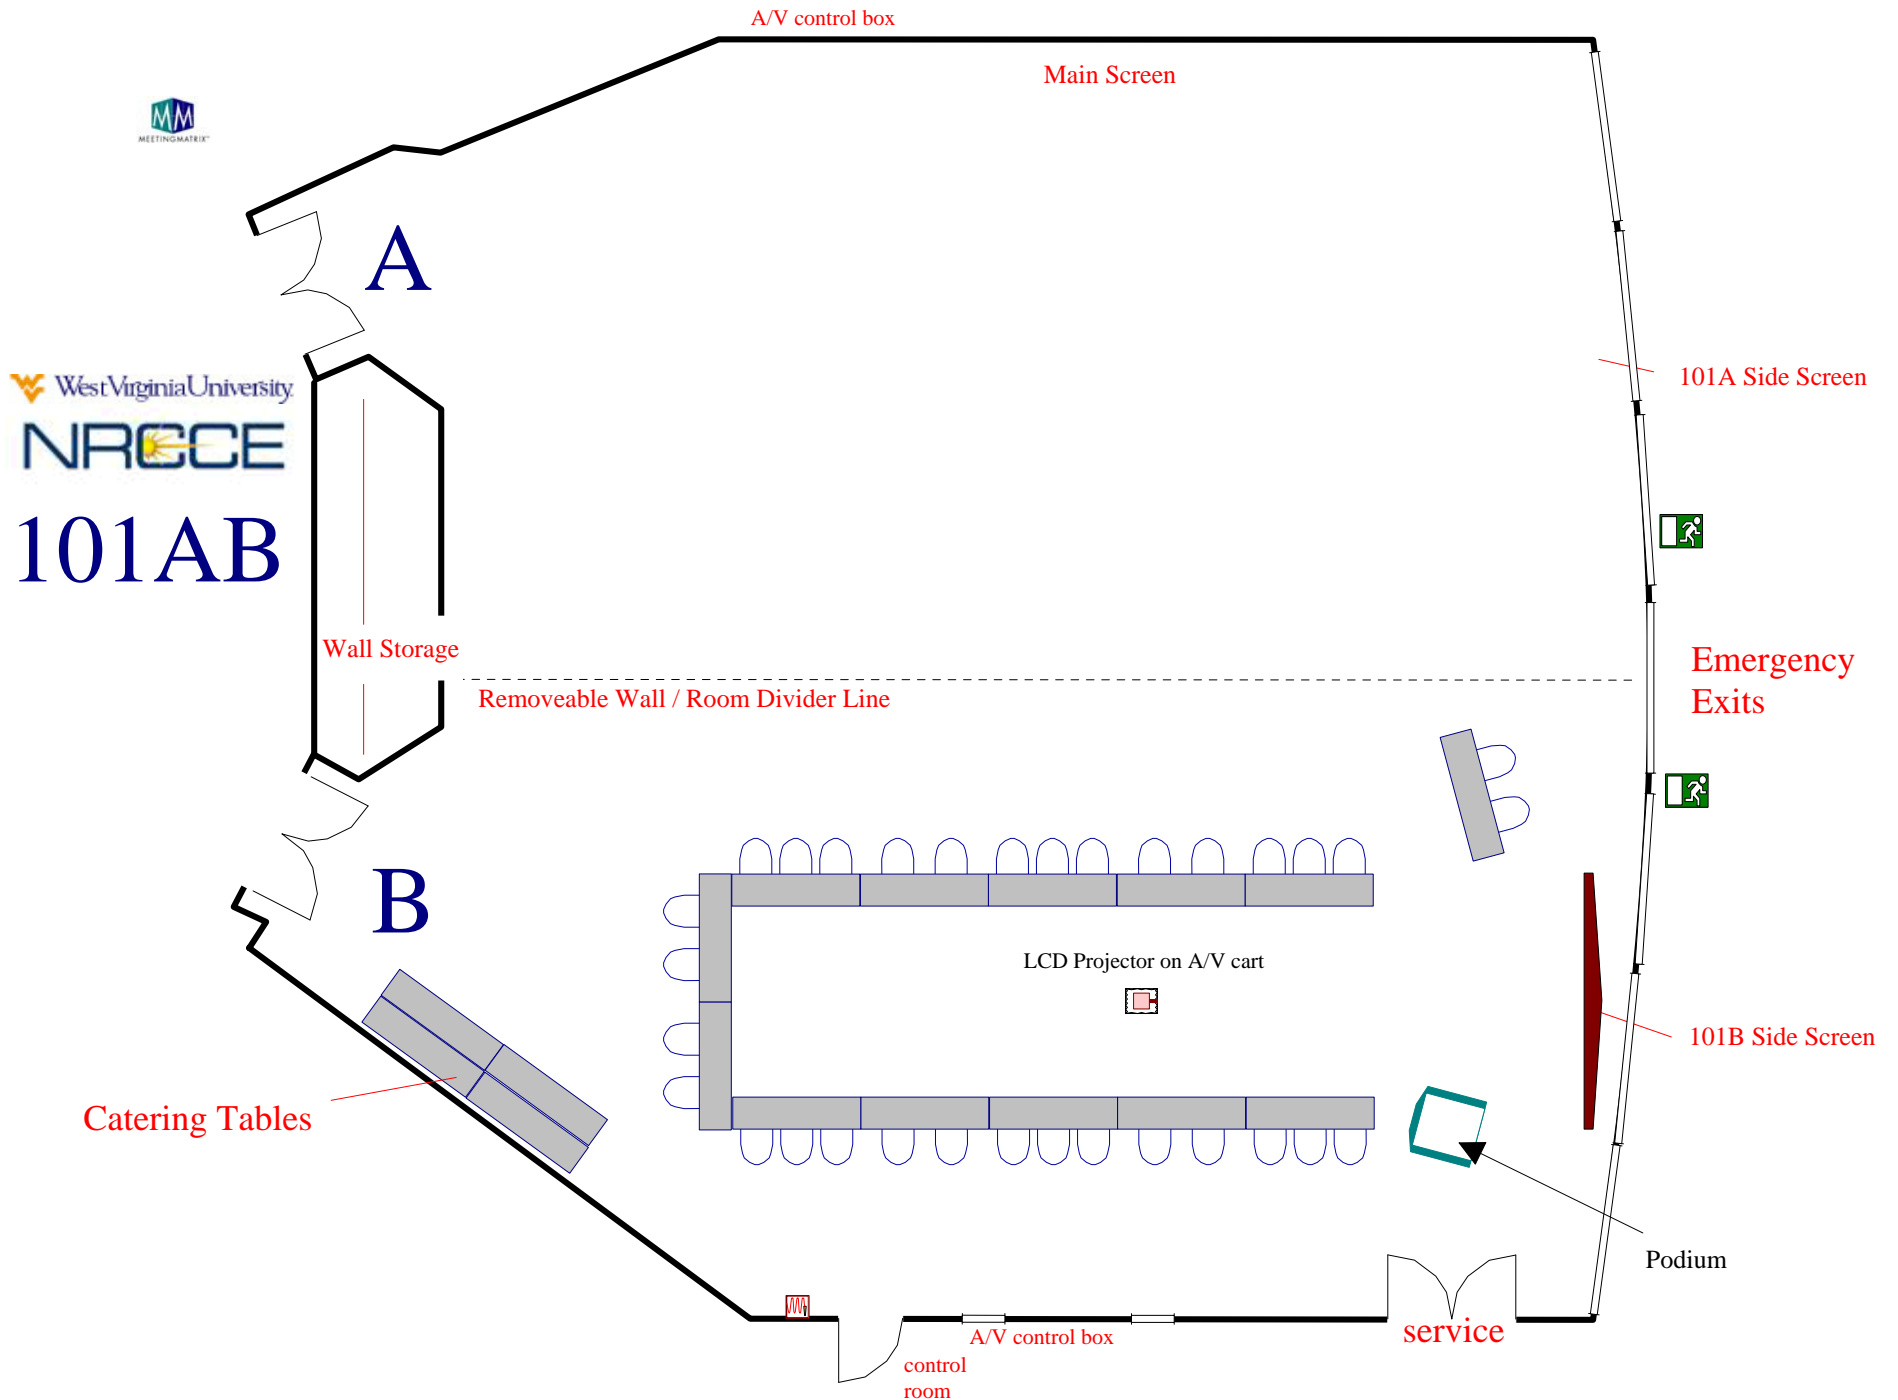 A/V control box
Main Screen
MM
MEETINGMATRIX
A
West Virginia University
101A Side Screen
NRCCE
101AB
Wall Storage
Emergency
Exits
Removeable Wall / Room Divider Line
B
LCD Projector on A/V cart
101B Side Screen
Catering Tables
Podium
service
A/V control box
control
room